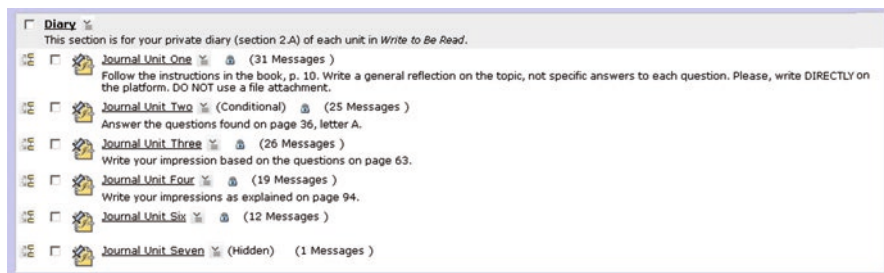 Diary
This section is for your private diary (section 2.A) of each unit in Write to Be Read.
Journal Unit One (31 Messages )
Follow the instructions in the book, p. 10. Write a general reflection on the topic, not specific answers to each question. Please, write DIRECTLY on
the platform. DO NOT use a file attachment.
Journal Unit Two (Conditional) (25 Messages )
Answer the questions found on page 36, letter A.
Journal Unit Three (26 Messages )
Write your impression based on the questions on page 63.
Journal Unit Four (19 Messages )
Write your impressions as explained on page 94.
Journal Unit Six (12 Messages )
Journal Unit Seven (Hidden) (1 Messages )